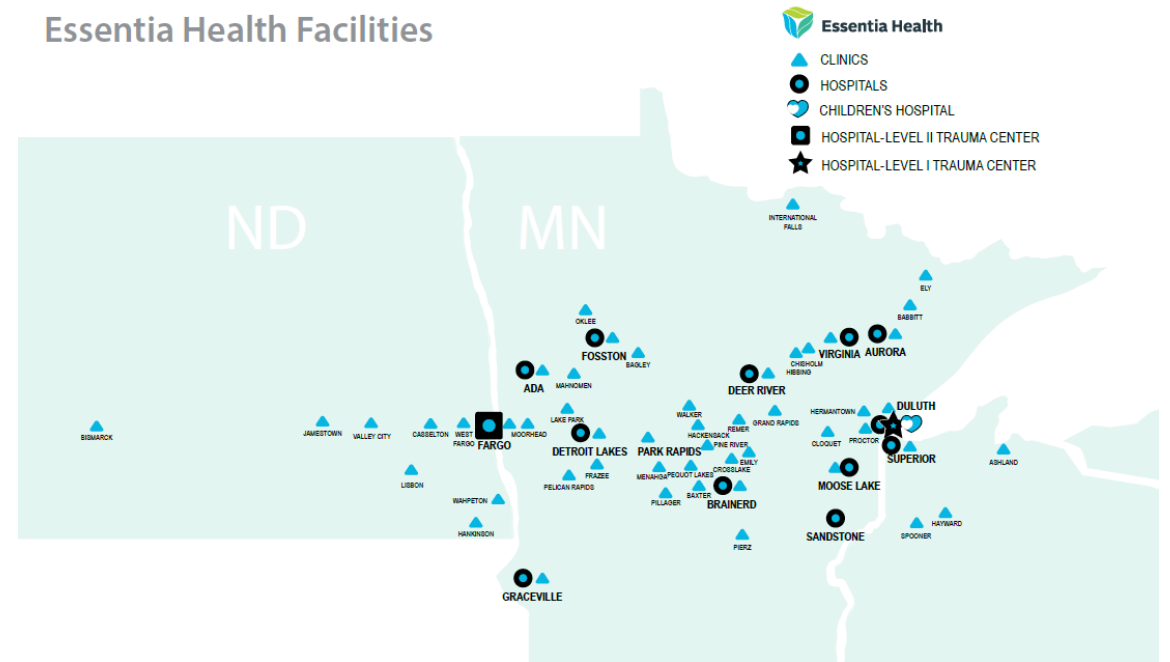 Essentia Health Facilities
Essentia Health
CLINICS
HOSPITALS
CHILDREN'S HOSPITAL
HOSPITAL-LEVEL II TRAUMA CENTER
HOSPITAL-LEVEL I TRAUMA CENTER
ND
MN
INTERNATIONAL
FALLS
ELY
BABBITT
OKLEE
FOSSTON
BAGLEY
VIRGINIA
AURORA
CHISHOLM
HIBBING
ADA
MAHNOMEN
DEER RIVER
LAKE PARK
WALKER
HACKENSACK
REMER
GRAND RAPIDS
HERMANTOWN
DULUTH
BISMARCK
JAMESTOWN
VALLEY CITY
CASSELTON
WEST
FARGO
FARGO
MOORHEAD
DETROIT LAKES
PARK RAPIDS
PINE RIVER
CLOQUET
PROCTOR
SUPERIOR
ASHLAND
LISBON
PELICAN RAPIDS
FRAZEE
MENAHGA
PEQUOT LAKES
CROSSLAKE
EMILY
MOOSE LAKE
WAHPETON
PILLAGER
BAXTER
BRAINERD
HANKINSON
PIERZ
SANDSTONE
SPOONER
HAYWARD
GRACEVILLE